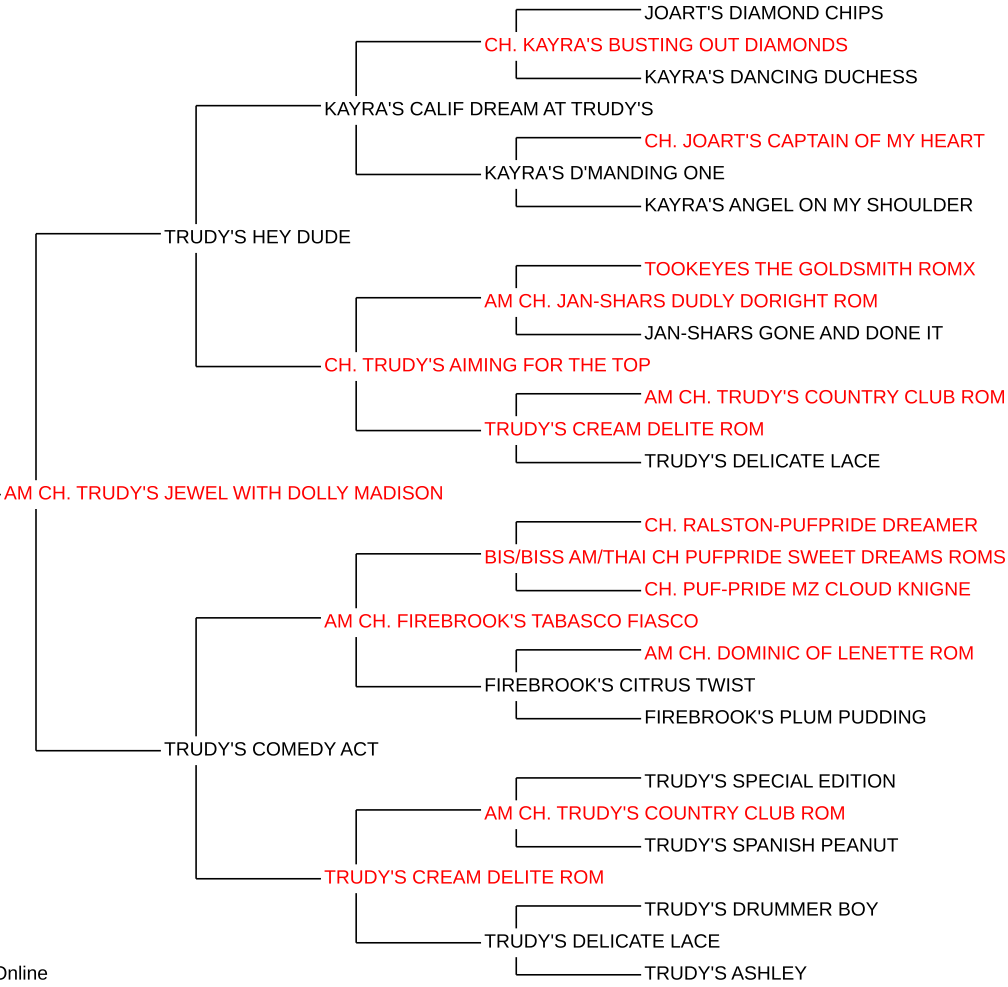 JOART'S DIAMOND CHIPS
CH. KAYRA'S BUSTING OUT DIAMONDS
KAYRA'S DANCING DUCHESS
KAYRA'S CALIF DREAM AT TRUDY'S
CH. JOART'S CAPTAIN OF MY HEART
KAYRA'S D'MANDING ONE
KAYRA'S ANGEL ON MY SHOULDER
TRUDY'S HEY DUDE
TOOKEYES THE GOLDSMITH ROMX
AM CH. JAN-SHARS DUDLY DORIGHT ROM
JAN-SHARS GONE AND DONE IT
CH. TRUDY'S AIMING FOR THE TOP
AM CH. TRUDY'S COUNTRY CLUB ROM
TRUDY'S CREAM DELITE ROM
TRUDY'S DELICATE LACE
AM CH. TRUDY'S JEWEL WITH DOLLY MADISON
CH. RALSTON-PUFPRIDE DREAMER
BIS/BISS AM/THAI CH PUFPRIDE SWEET DREAMS ROMS
CH. PUF-PRIDE MZ CLOUD KNIGNE
AM CH. FIREBROOK'S TABASCO FIASCO
AM CH. DOMINIC OF LENETTE ROM
FIREBROOK'S CITRUS TWIST
FIREBROOK'S PLUM PUDDING
TRUDY'S COMEDY ACT
TRUDY'S SPECIAL EDITION
AM CH. TRUDY'S COUNTRY CLUB ROM
TRUDY'S SPANISH PEANUT
TRUDY'S CREAM DELITE ROM
TRUDY'S DRUMMER BOY
TRUDY'S DELICATE LACE
TRUDY'S ASHLEY
Online